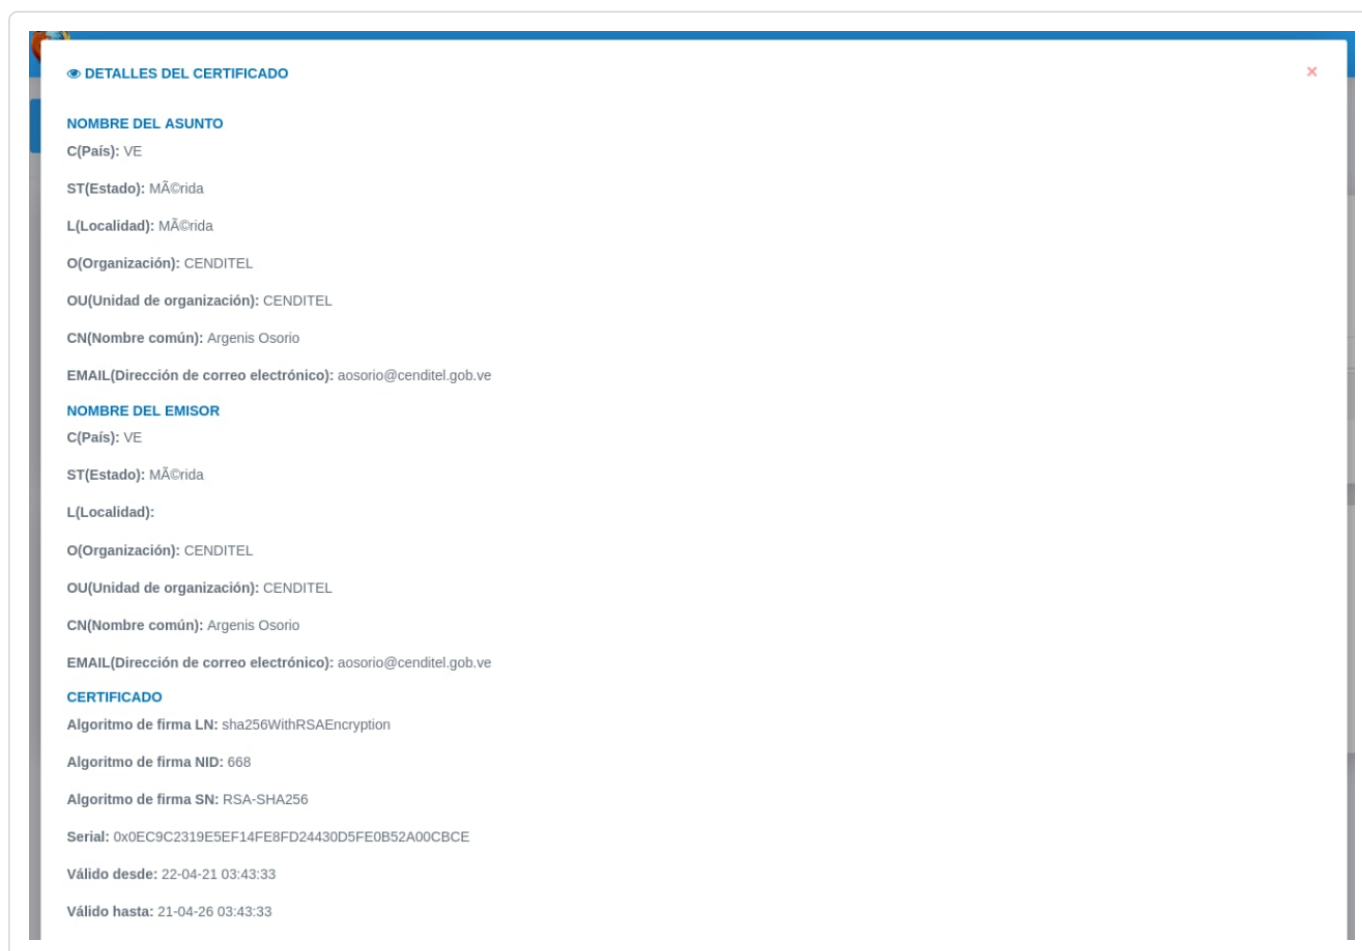 DETALLES DEL CERTIFICADO
×
NOMBRE DEL ASUNTO
C(País): VE
ST(Estado): MÃ©rida
L(Localidad): MÃ©rida
O(Organización): CENDITEL
OU(Unidad de organización): CENDITEL
CN(Nombre común): Argenis Osorio
EMAIL(Dirección de correo electrónico): aosorio@cenditel.gob.ve
NOMBRE DEL EMISOR
C(País): VE
ST(Estado): MÃ©rida
L(Localidad):
O(Organización): CENDITEL
OU(Unidad de organización): CENDITEL
CN(Nombre común): Argenis Osorio
EMAIL(Dirección de correo electrónico): aosorio@cenditel.gob.ve
CERTIFICADO
Algoritmo de firma LN: sha256WithRSAEncryption
Algoritmo de firma NID: 668
Algoritmo de firma SN: RSA-SHA256
Serial: 0x0EC9C2319E5EF14FE8FD24430D5FE0B52A00CBCE
Válido desde: 22-04-21 03:43:33
Válido hasta: 21-04-26 03:43:33